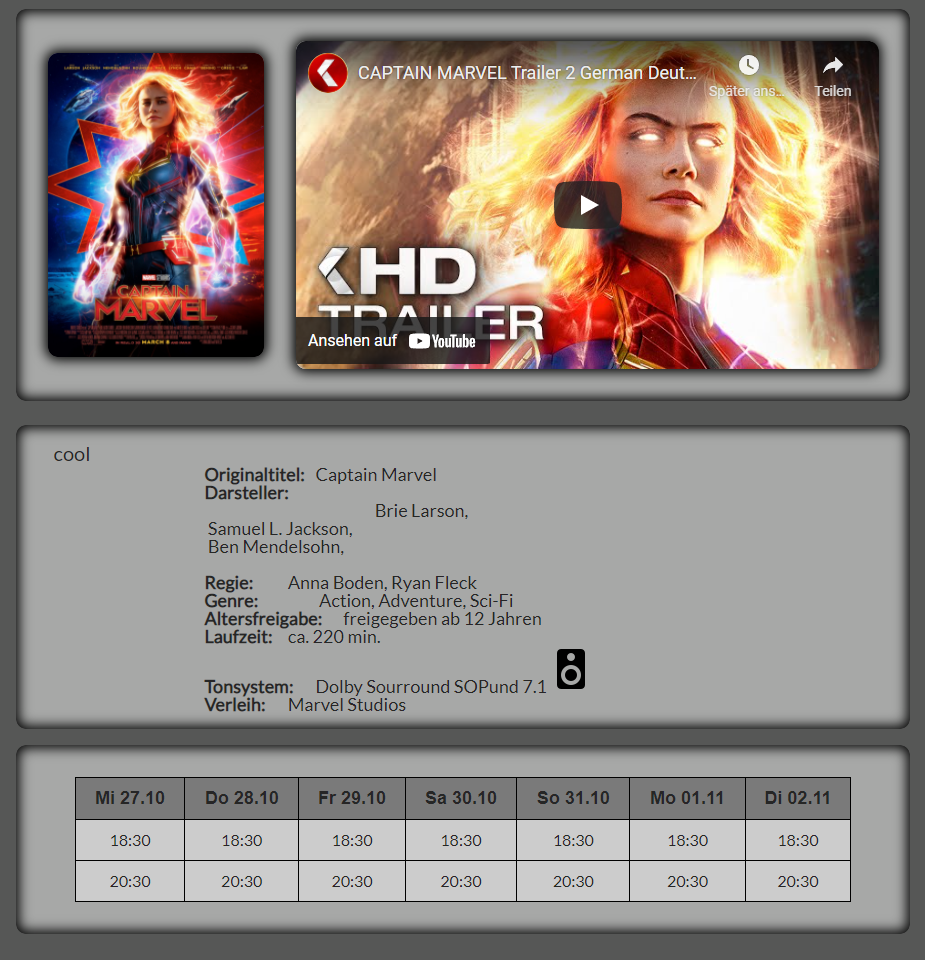 CAPTAIN MARVEL Trailer 2 German Deut...
Später ans...
Teilen
MARVEL STUDIOS
CAPTAIN
MARVEL
MARCH 8
HD
TRAILER
Ansehen auf YouTube
cool
Originaltitel: Captain Marvel
Darsteller:
Brie Larson,
Samuel L. Jackson,
Ben Mendelsohn,
Regie: Anna Boden, Ryan Fleck
Genre: Action, Adventure, Sci-Fi
Altersfreigabe: freigegeben ab 12 Jahren
Laufzeit: ca. 220 min.
Tonsystem: Dolby Sourround SOPund 7.1
Verleih: Marvel Studios
Mi 27.10 Do 28.10 Fr 29.10 Sa 30.10 So 31.10 Mo 01.11 Di 02.11
18:30 18:30 18:30 18:30 18:30 18:30 18:30
20:30 20:30 20:30 20:30 20:30 20:30 20:30